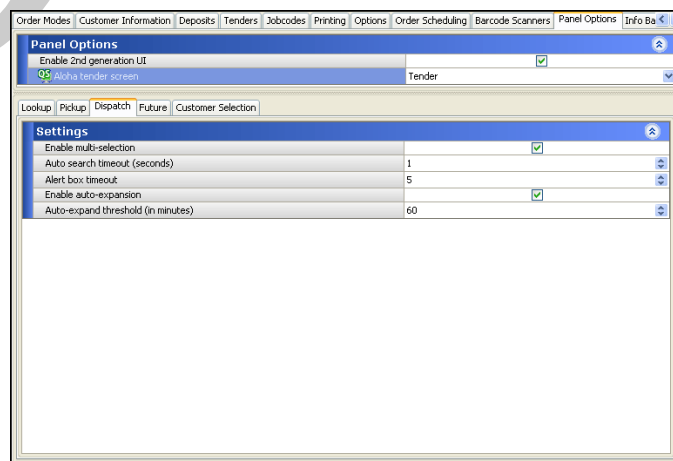 Order Modes Customer Information Deposits Tenders Jobcodes Printing Options Order Scheduling Barcode Scanners Panel Options Info Ba
Panel Options
Enable 2nd generation UI
QS Aloha tender screen Tender
Lookup Pickup Dispatch Future Customer Selection
Settings
Enable multi-selection
Auto search timeout (seconds) 1
Alert box timeout 5
Enable auto-expansion
Auto-expand threshold (in minutes) 60